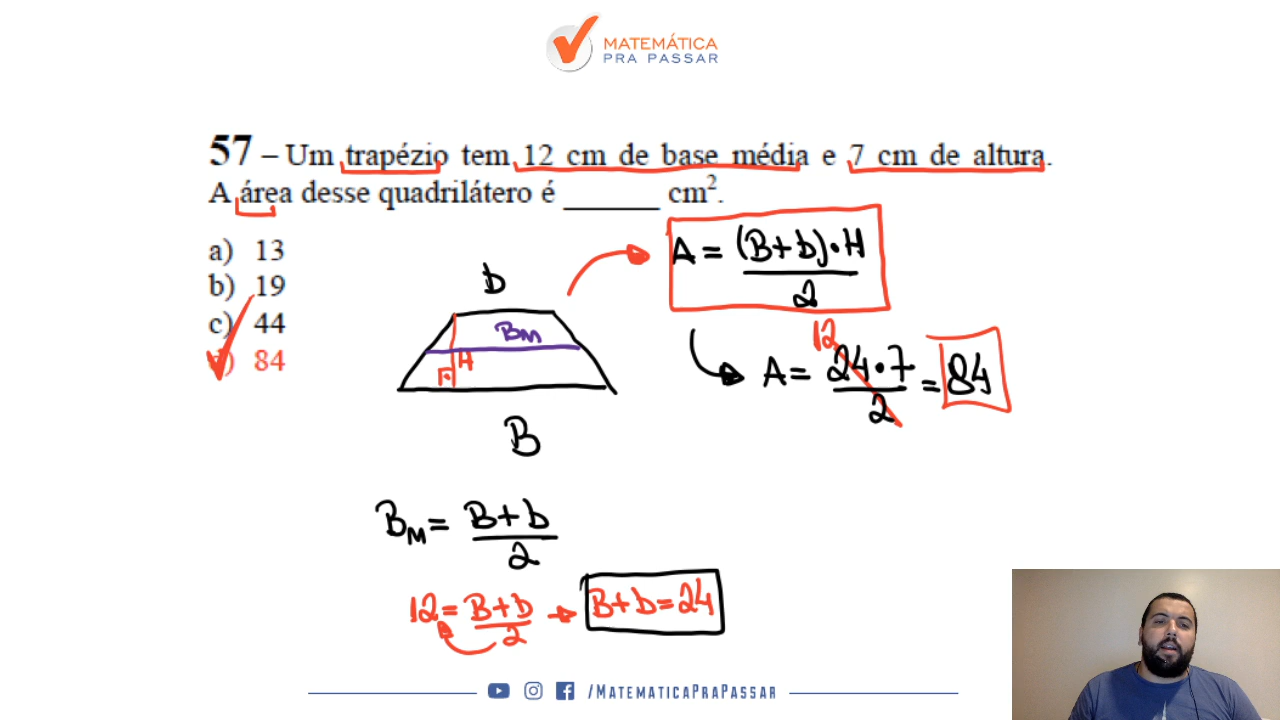 MATEMÁTICA
PRA PASSAR
57 – Um trapézio tem 12 cm de base média e 7 cm de altura.
A área desse quadrilátero é ______ cm².
a) 13
b) 19
c) 44
d) 84
b
BM
H
B
A = (B+b)·H / 2
12
A = 24·7 / 2 = 84
BM = B+b / 2
12 = B+b / 2 → B+b=24
/MATEMATICAPRAPASSAR